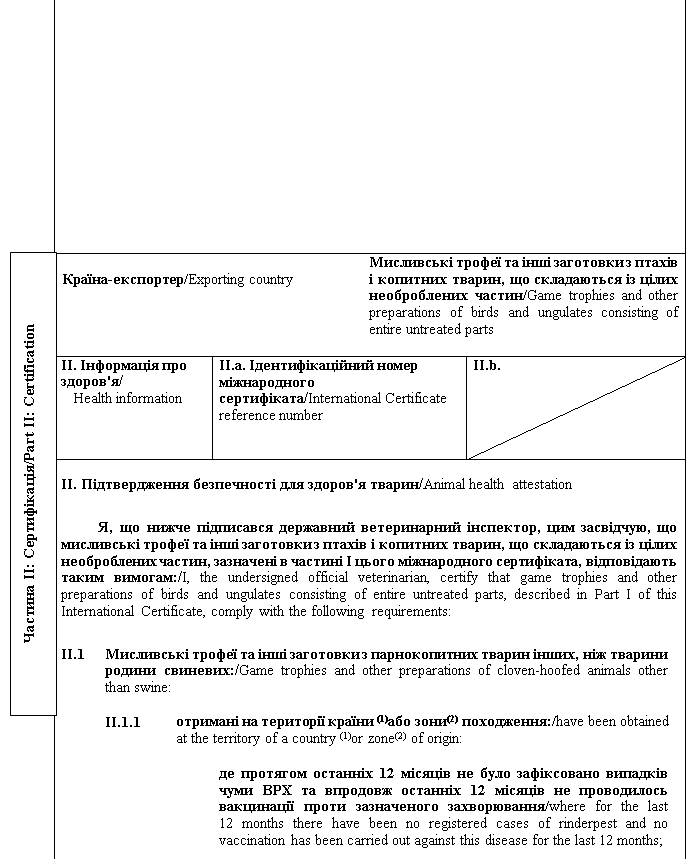 Мисливські трофеї та інші заготовки з птахів
і копитних тварин, що складаються із цілих
необроблених частин/Game trophies and other
preparations of birds and ungulates consisting of
entire untreated parts
Країна-експортер/Exporting country
ІІ. Інформація про
здоров'я/
Health information
ІІ.a. Ідентифікаційний номер
міжнародного
сертифіката/International Certificate
reference number
ІІ.b.
Частина ІІ: Сертифікація/Part II: Certification
ІІ. Підтвердження безпечності для здоров'я тварин/Animal health attestation
Я, що нижче підписався державний ветеринарний інспектор, цим засвідчую, що
мисливські трофеї та інші заготовки з птахів і копитних тварин, що складаються із цілих
необроблених частин, зазначені в частині І цього міжнародного сертифіката, відповідають
таким вимогам:/I, the undersigned official veterinarian, certify that game trophies and other
preparations of birds and ungulates consisting of entire untreated parts, described in Part I of this
International Certificate, comply with the following requirements:
ІІ.1 Мисливські трофеї та інші заготовки з парнокопитних тварин інших, ніж тварини
родини свиневих:/Game trophies and other preparations of cloven-hoofed animals other
than swine:
ІІ.1.1 отримані на території країни (1)або зони(2) походження:/have been obtained
at the territory of a country (1)or zone(2) of origin:
де протягом останніх 12 місяців не було зафіксовано випадків
чуми ВРХ та впродовж останніх 12 місяців не проводилось
вакцинації проти зазначеного захворювання/where for the last
12 months there have been no registered cases of rinderpest and no
vaccination has been carried out against this disease for the last 12 months;